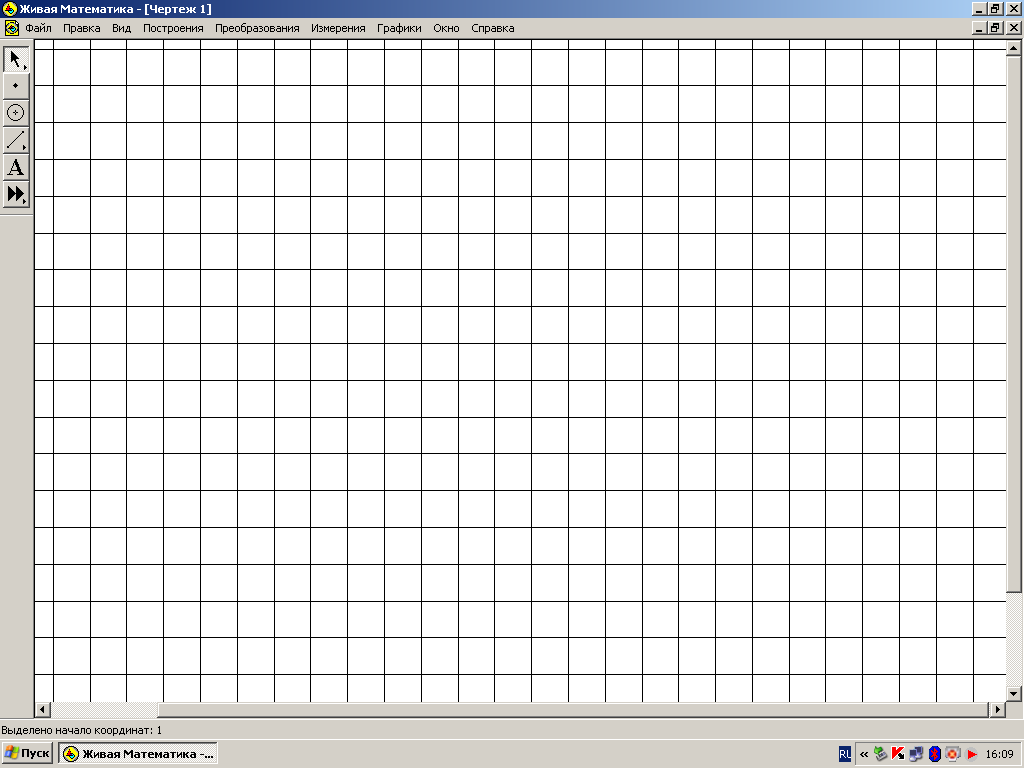 Живая Математика - [Чертеж 1]
Файл Правка Вид Построения Преобразования Измерения Графики Окно Справка
A
Выделено начало координат: 1
Пуск Живая Математика -... RU « 16:09